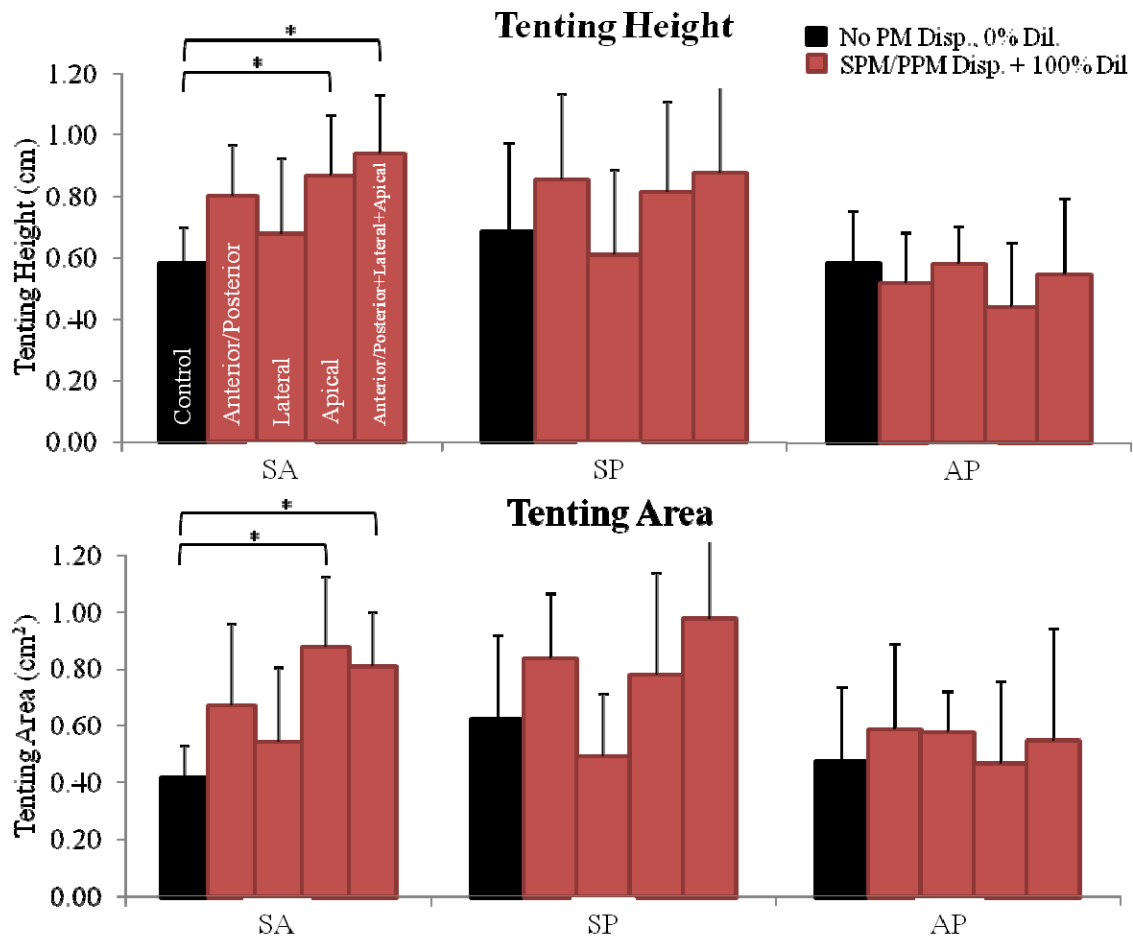 Tenting Height
No PM Disp., 0% Dil.
SPM/PPM Disp. + 100% Dil
*
*
Tenting Height (cm)
1.20
1.00
0.80
0.60
0.40
0.20
0.00
Control
Anterior/Posterior
Lateral
Apical
Anterior/Posterior+Lateral+Apical
SA
SP
AP
Tenting Area
*
*
Tenting Area (cm²)
1.20
1.00
0.80
0.60
0.40
0.20
0.00
SA
SP
AP